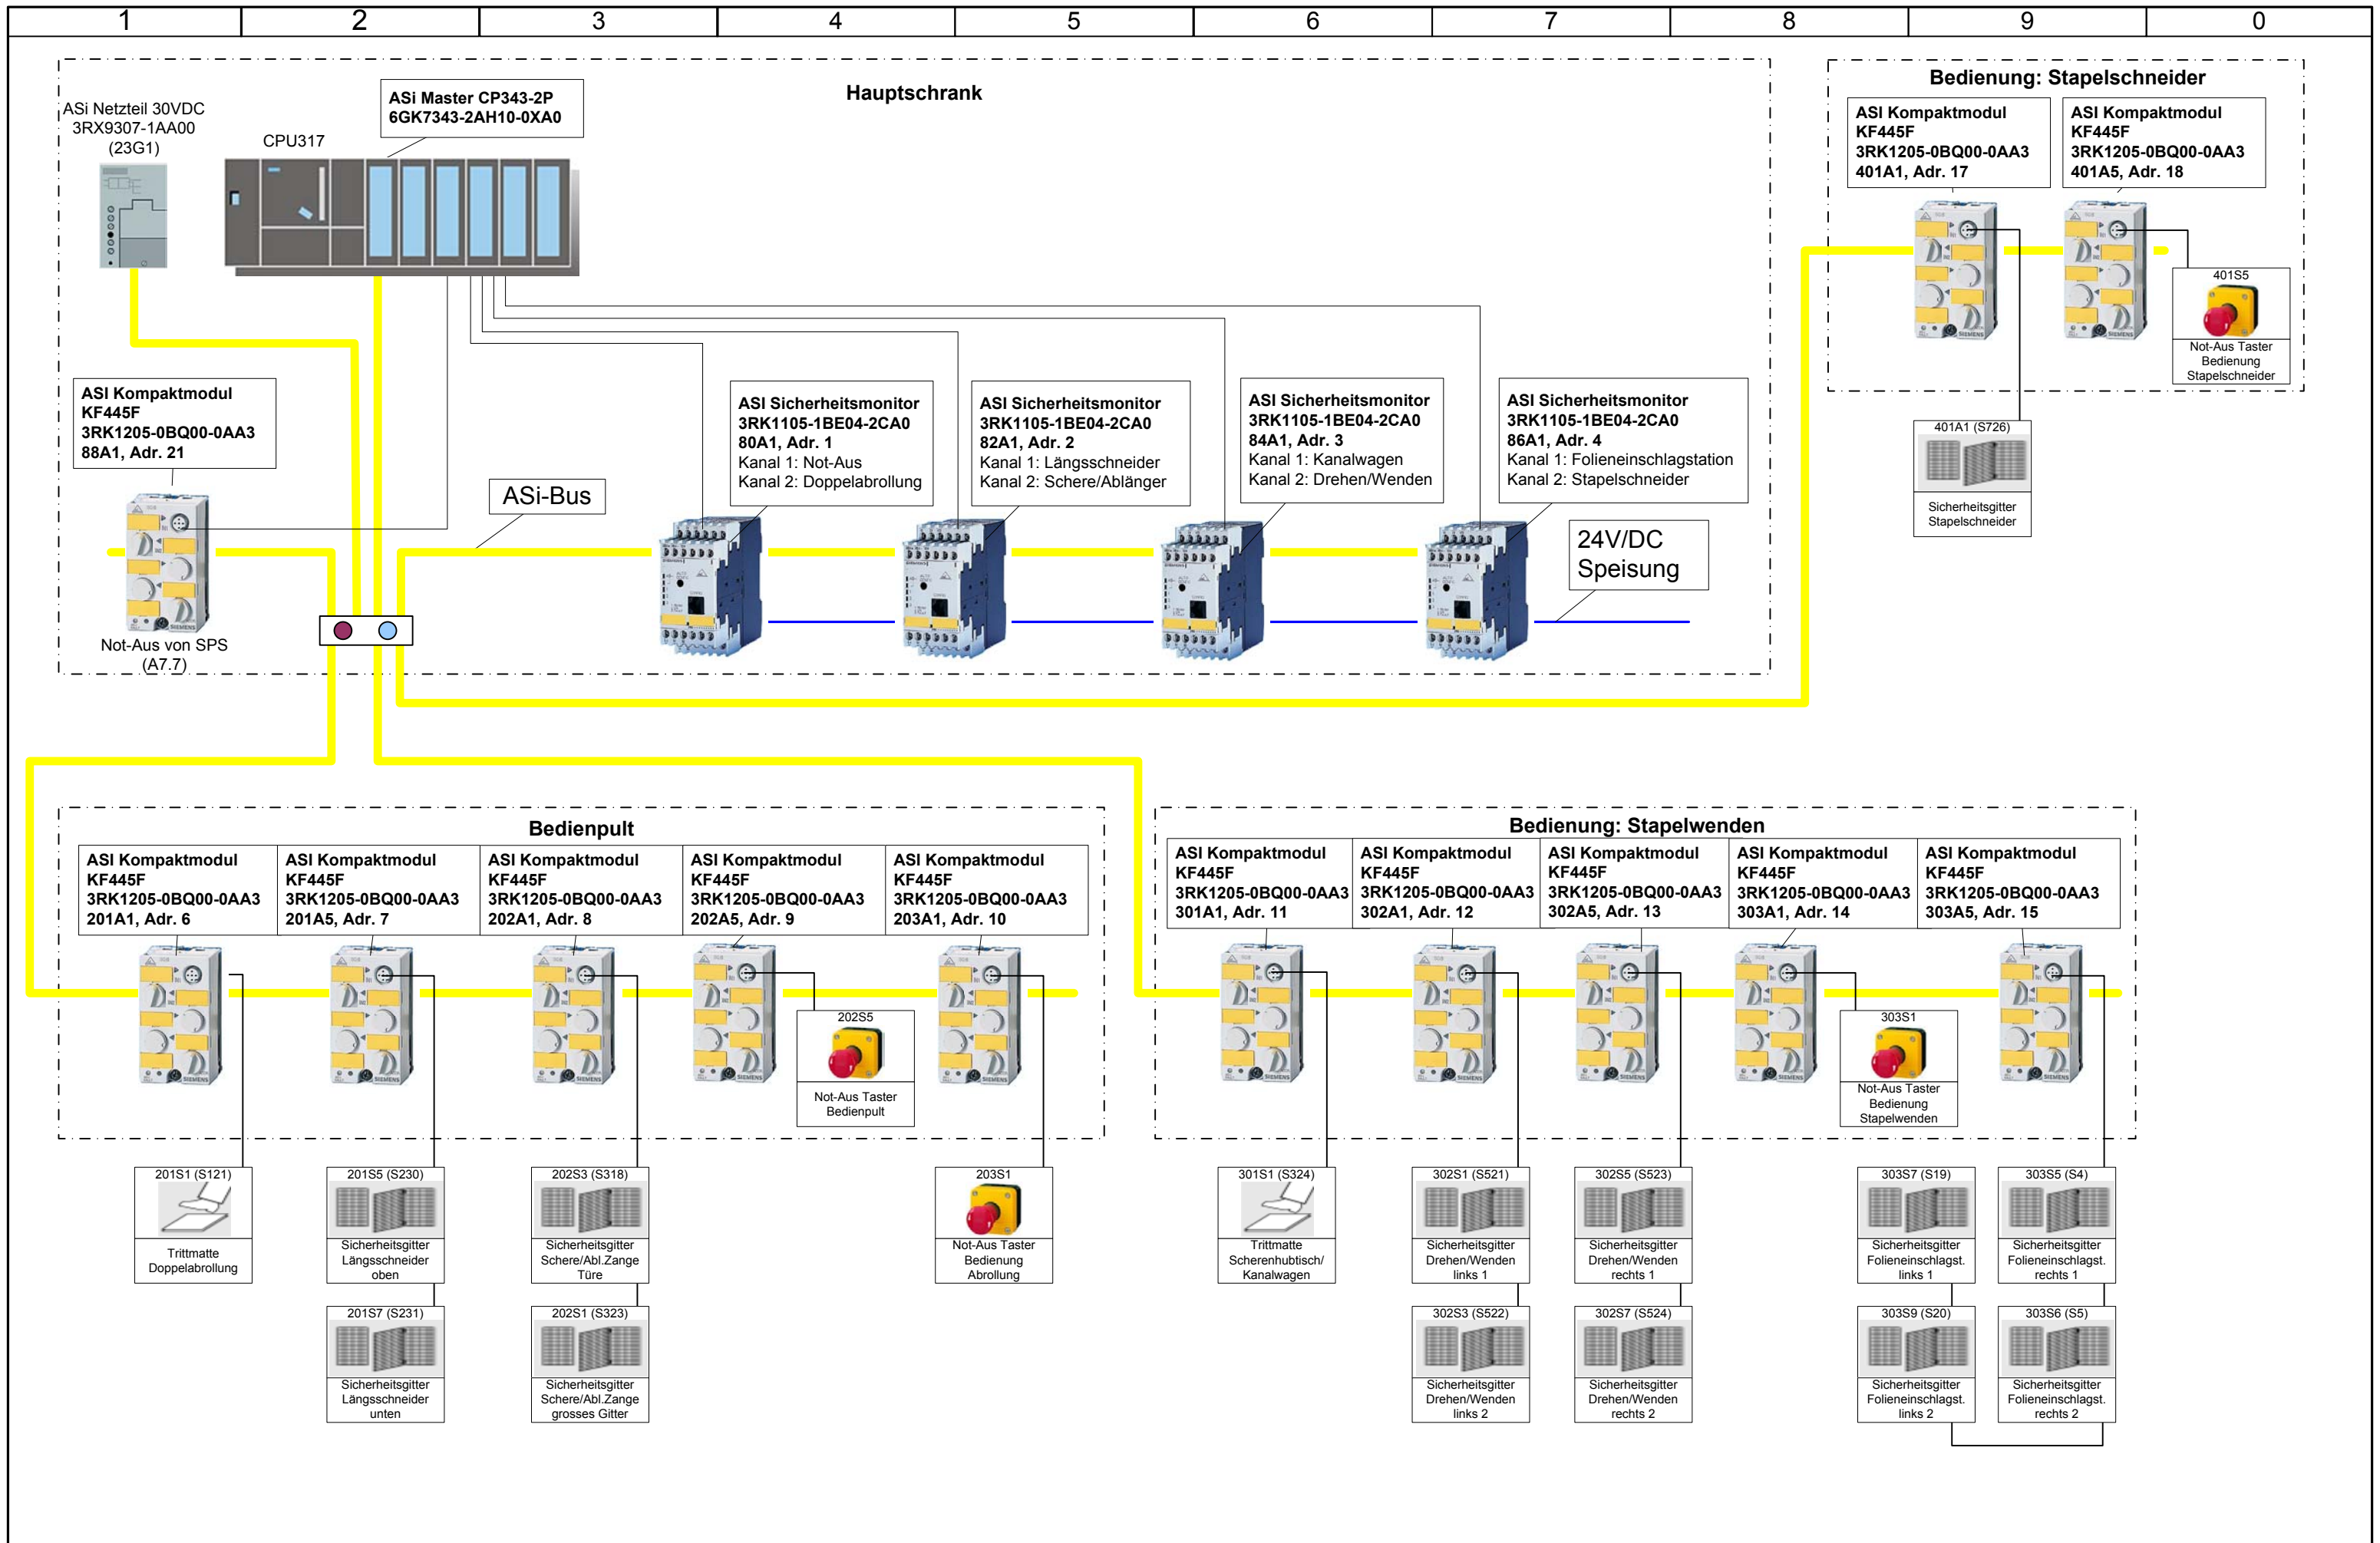 1 2 3 4 5 6 7 8 9 0
Hauptschrank
ASi Netzteil 30VDC
3RX9307-1AA00
(23G1)
CPU317
ASi Master CP343-2P
6GK7343-2AH10-0XA0
ASI Kompaktmodul
KF445F
3RK1205-0BQ00-0AA3
88A1, Adr. 21
SIEMENS
Not-Aus von SPS
(A7.7)
ASi-Bus
ASI Sicherheitsmonitor
3RK1105-1BE04-2CA0
80A1, Adr. 1
Kanal 1: Not-Aus
Kanal 2: Doppelabrollung
ASI Sicherheitsmonitor
3RK1105-1BE04-2CA0
82A1, Adr. 2
Kanal 1: Längsschneider
Kanal 2: Schere/Ablänger
ASI Sicherheitsmonitor
3RK1105-1BE04-2CA0
84A1, Adr. 3
Kanal 1: Kanalwagen
Kanal 2: Drehen/Wenden
ASI Sicherheitsmonitor
3RK1105-1BE04-2CA0
86A1, Adr. 4
Kanal 1: Folieneinschlagstation
Kanal 2: Stapelschneider
24V/DC
Speisung
Bedienung: Stapelschneider
ASI Kompaktmodul
KF445F
3RK1205-0BQ00-0AA3
401A1, Adr. 17
SIEMENS
ASI Kompaktmodul
KF445F
3RK1205-0BQ00-0AA3
401A5, Adr. 18
SIEMENS
401S5
Not-Aus Taster
Bedienung
Stapelschneider
401A1 (S726)
Sicherheitsgitter
Stapelschneider
Bedienpult
ASI Kompaktmodul
KF445F
3RK1205-0BQ00-0AA3
201A1, Adr. 6
SIEMENS
ASI Kompaktmodul
KF445F
3RK1205-0BQ00-0AA3
201A5, Adr. 7
SIEMENS
ASI Kompaktmodul
KF445F
3RK1205-0BQ00-0AA3
202A1, Adr. 8
SIEMENS
ASI Kompaktmodul
KF445F
3RK1205-0BQ00-0AA3
202A5, Adr. 9
SIEMENS
ASI Kompaktmodul
KF445F
3RK1205-0BQ00-0AA3
203A1, Adr. 10
SIEMENS
202S5
Not-Aus Taster
Bedienpult
201S1 (S121)
Trittmatte
Doppelabrollung
201S5 (S230)
Sicherheitsgitter
Längsschneider
oben
201S7 (S231)
Sicherheitsgitter
Längsschneider
unten
202S3 (S318)
Sicherheitsgitter
Schere/Abl.Zange
Türe
202S1 (S323)
Sicherheitsgitter
Schere/Abl.Zange
grosses Gitter
203S1
Not-Aus Taster
Bedienung
Abrollung
Bedienung: Stapelwenden
ASI Kompaktmodul
KF445F
3RK1205-0BQ00-0AA3
301A1, Adr. 11
SIEMENS
ASI Kompaktmodul
KF445F
3RK1205-0BQ00-0AA3
302A1, Adr. 12
SIEMENS
ASI Kompaktmodul
KF445F
3RK1205-0BQ00-0AA3
302A5, Adr. 13
SIEMENS
ASI Kompaktmodul
KF445F
3RK1205-0BQ00-0AA3
303A1, Adr. 14
SIEMENS
ASI Kompaktmodul
KF445F
3RK1205-0BQ00-0AA3
303A5, Adr. 15
SIEMENS
303S1
Not-Aus Taster
Bedienung
Stapelwenden
301S1 (S324)
Trittmatte
Scherenhubtisch/
Kanalwagen
302S1 (S521)
Sicherheitsgitter
Drehen/Wenden
links 1
302S3 (S522)
Sicherheitsgitter
Drehen/Wenden
links 2
302S5 (S523)
Sicherheitsgitter
Drehen/Wenden
rechts 1
302S7 (S524)
Sicherheitsgitter
Drehen/Wenden
rechts 2
303S7 (S19)
Sicherheitsgitter
Folieneinschlagst.
links 1
303S9 (S20)
Sicherheitsgitter
Folieneinschlagst.
links 2
303S5 (S4)
Sicherheitsgitter
Folieneinschlagst.
rechts 1
303S6 (S5)
Sicherheitsgitter
Folieneinschlagst.
rechts 2